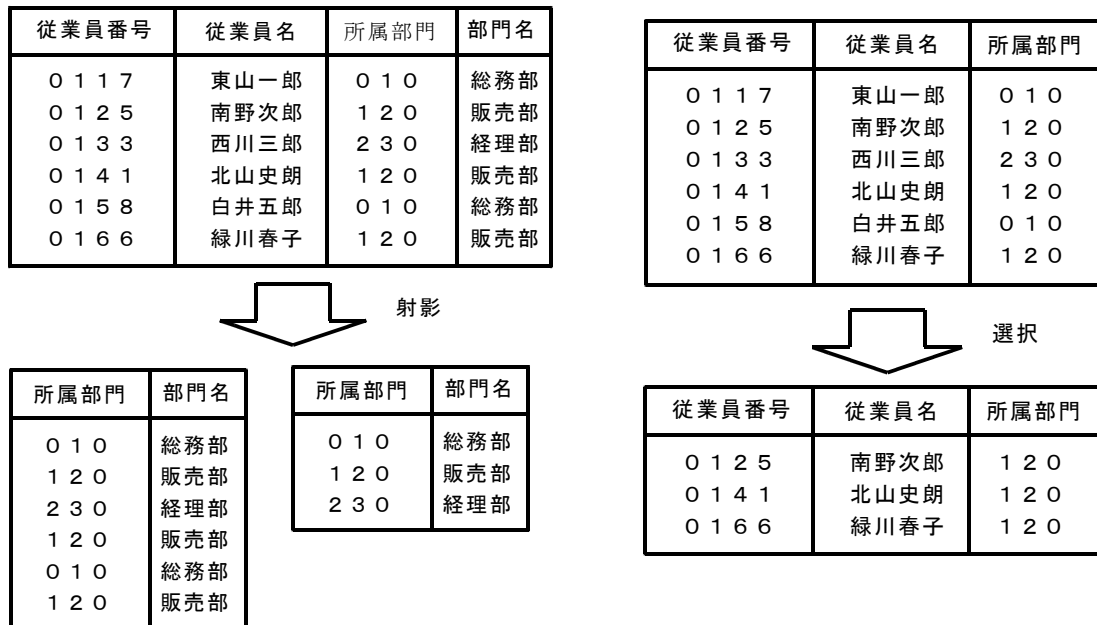 従業員番号 従業員名 所属部門 部門名
０１１７ 東山一郎 ０１０ 総務部
０１２５ 南野次郎 １２０ 販売部
０１３３ 西川三郎 ２３０ 経理部
０１４１ 北山史朗 １２０ 販売部
０１５８ 白井五郎 ０１０ 総務部
０１６６ 緑川春子 １２０ 販売部
射影
所属部門 部門名
０１０ 総務部
１２０ 販売部
２３０ 経理部
１２０ 販売部
０１０ 総務部
１２０ 販売部
所属部門 部門名
０１０ 総務部
１２０ 販売部
２３０ 経理部
従業員番号 従業員名 所属部門
０１１７ 東山一郎 ０１０
０１２５ 南野次郎 １２０
０１３３ 西川三郎 ２３０
０１４１ 北山史朗 １２０
０１５８ 白井五郎 ０１０
０１６６ 緑川春子 １２０
選択
従業員番号 従業員名 所属部門
０１２５ 南野次郎 １２０
０１４１ 北山史朗 １２０
０１６６ 緑川春子 １２０